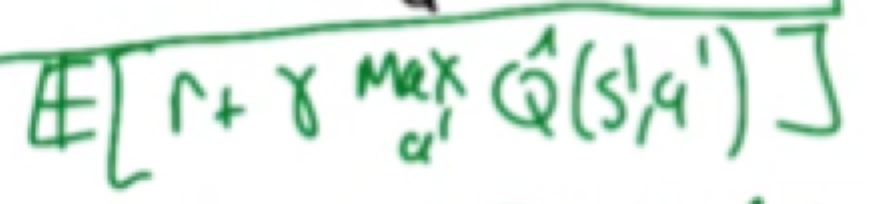 𝔼[r + γ max_{a'} Q̂(s',a')]